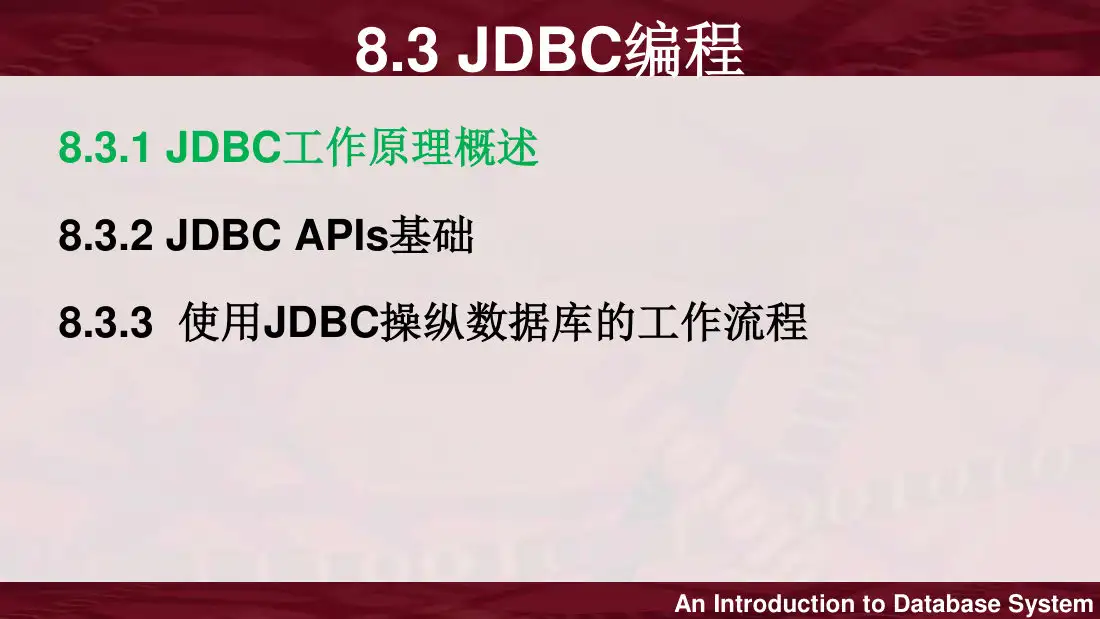 8.3 JDBC编程
8.3.1 JDBC工作原理概述
8.3.2 JDBC APIs基础
8.3.3 使用JDBC操纵数据库的工作流程
An Introduction to Database System